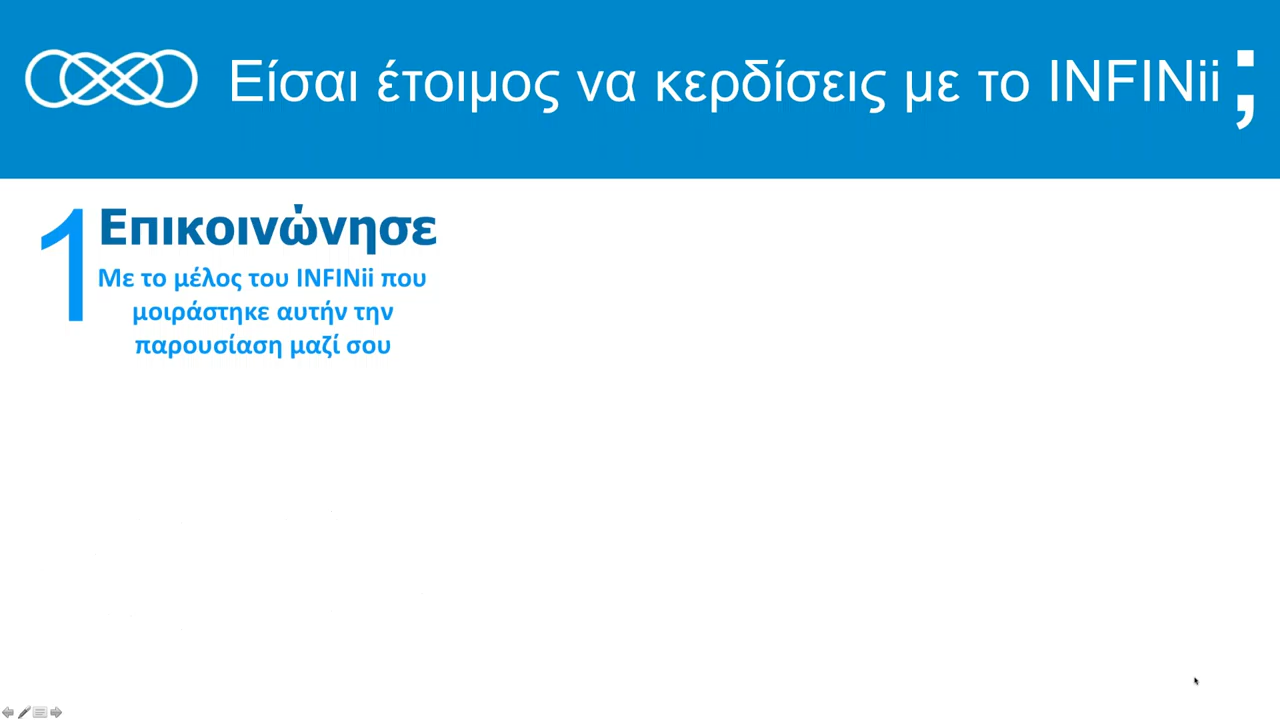 Είσαι έτοιμος να κερδίσεις με το INFINii ;
1 Επικοινώνησε
Με το μέλος του INFINii που
μοιράστηκε αυτήν την
παρουσίαση μαζί σου